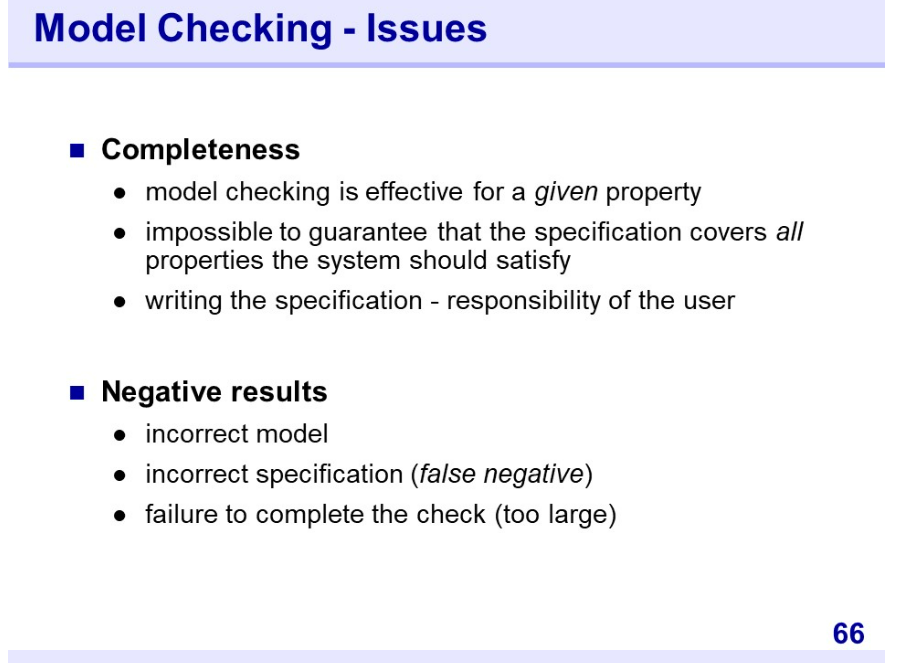 Model Checking - Issues
Completeness
model checking is effective for a given property
impossible to guarantee that the specification covers all
properties the system should satisfy
writing the specification - responsibility of the user
Negative results
incorrect model
incorrect specification (false negative)
failure to complete the check (too large)
66